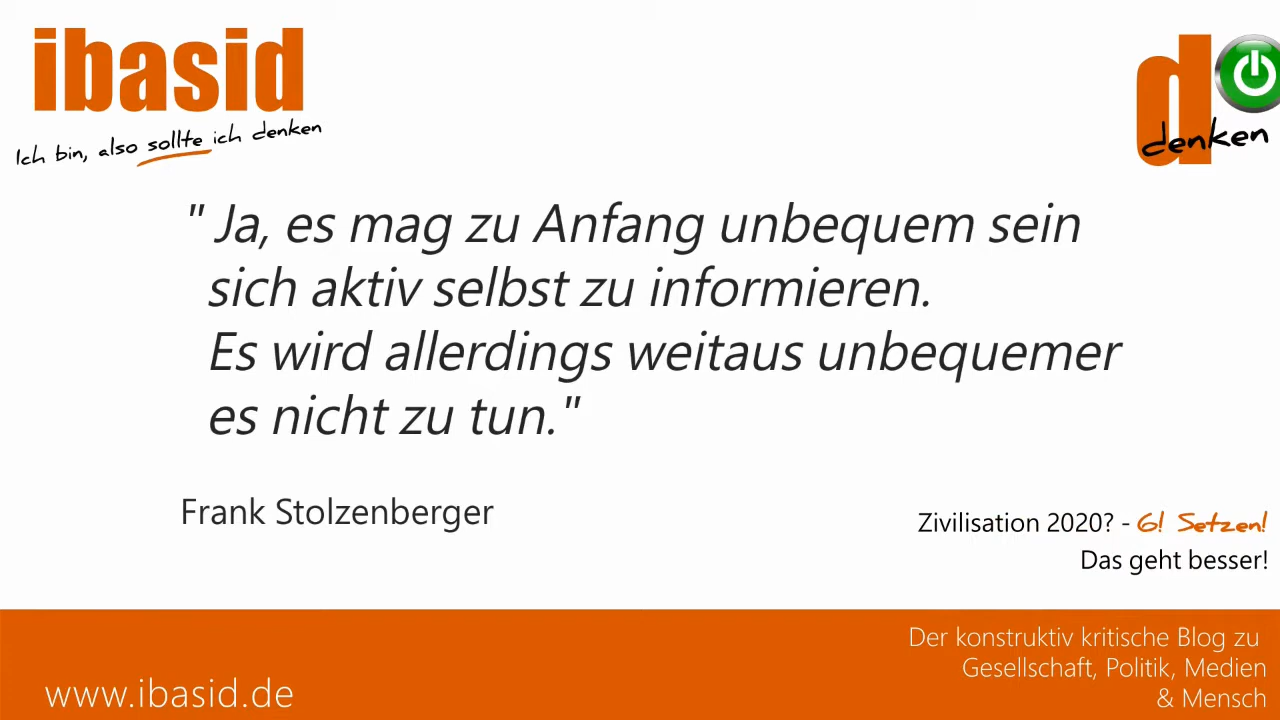 ibasid
Ich bin, also sollte ich denken
d
denken
" Ja, es mag zu Anfang unbequem sein
sich aktiv selbst zu informieren.
Es wird allerdings weitaus unbequemer
es nicht zu tun."
Frank Stolzenberger
Zivilisation 2020? - 6! Setzen!
Das geht besser!
Der konstruktiv kritische Blog zu
Gesellschaft, Politik, Medien
& Mensch
www.ibasid.de